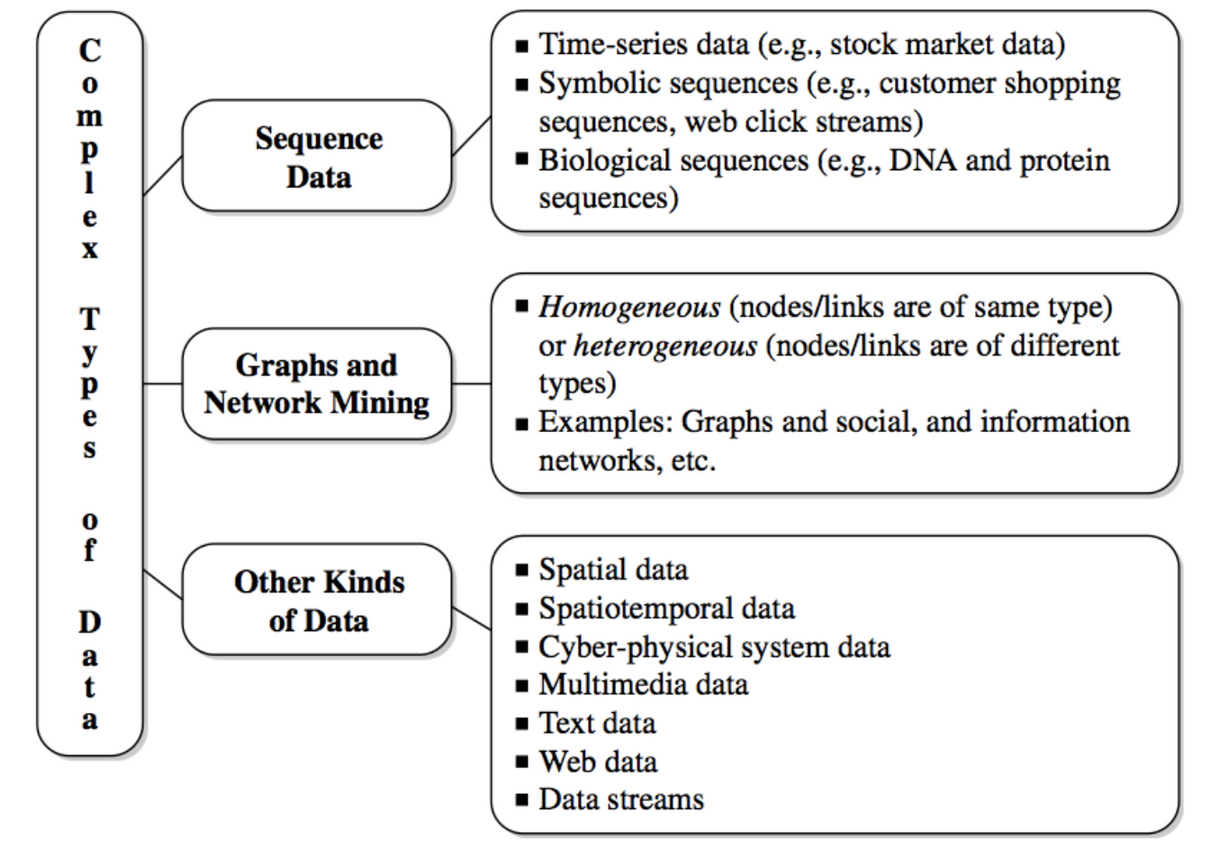 Complex Types of Data
Sequence
Data
■ Time-series data (e.g., stock market data)
■ Symbolic sequences (e.g., customer shopping
sequences, web click streams)
■ Biological sequences (e.g., DNA and protein
sequences)
Graphs and
Network Mining
■ Homogeneous (nodes/links are of same type)
or heterogeneous (nodes/links are of different
types)
■ Examples: Graphs and social, and information
networks, etc.
Other Kinds
of Data
■ Spatial data
■ Spatiotemporal data
■ Cyber-physical system data
■ Multimedia data
■ Text data
■ Web data
■ Data streams